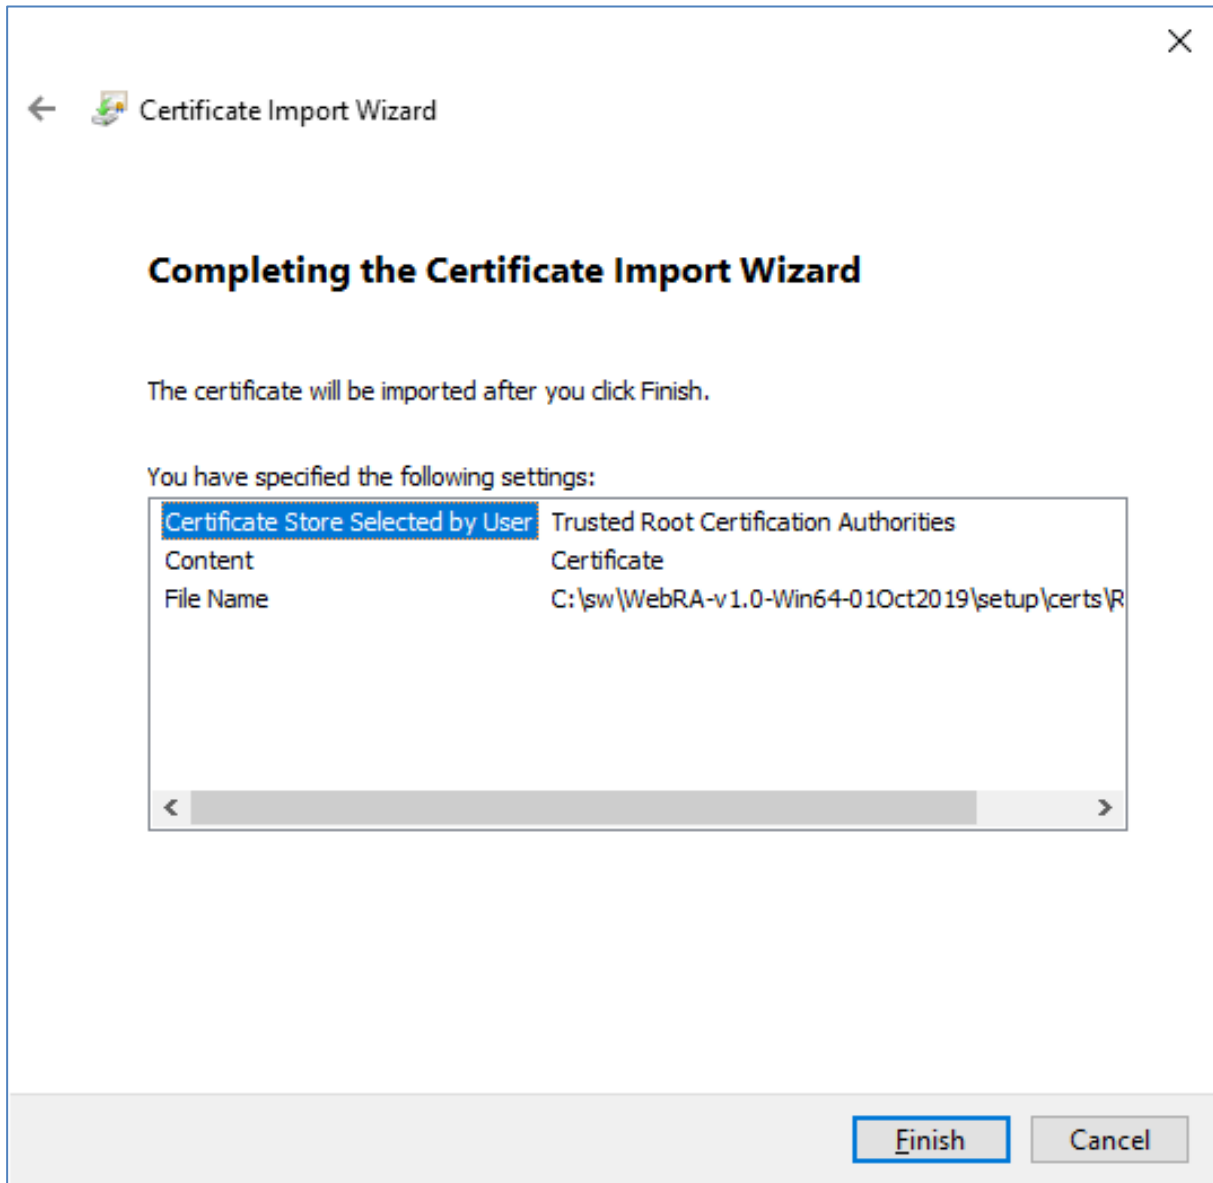 Certificate Import Wizard
Completing the Certificate Import Wizard
The certificate will be imported after you click Finish.
You have specified the following settings:
Certificate Store Selected by User Trusted Root Certification Authorities
Content Certificate
File Name C:\sw\WebRA-v1.0-Win64-01Oct2019\setup\certs\R
Finish Cancel